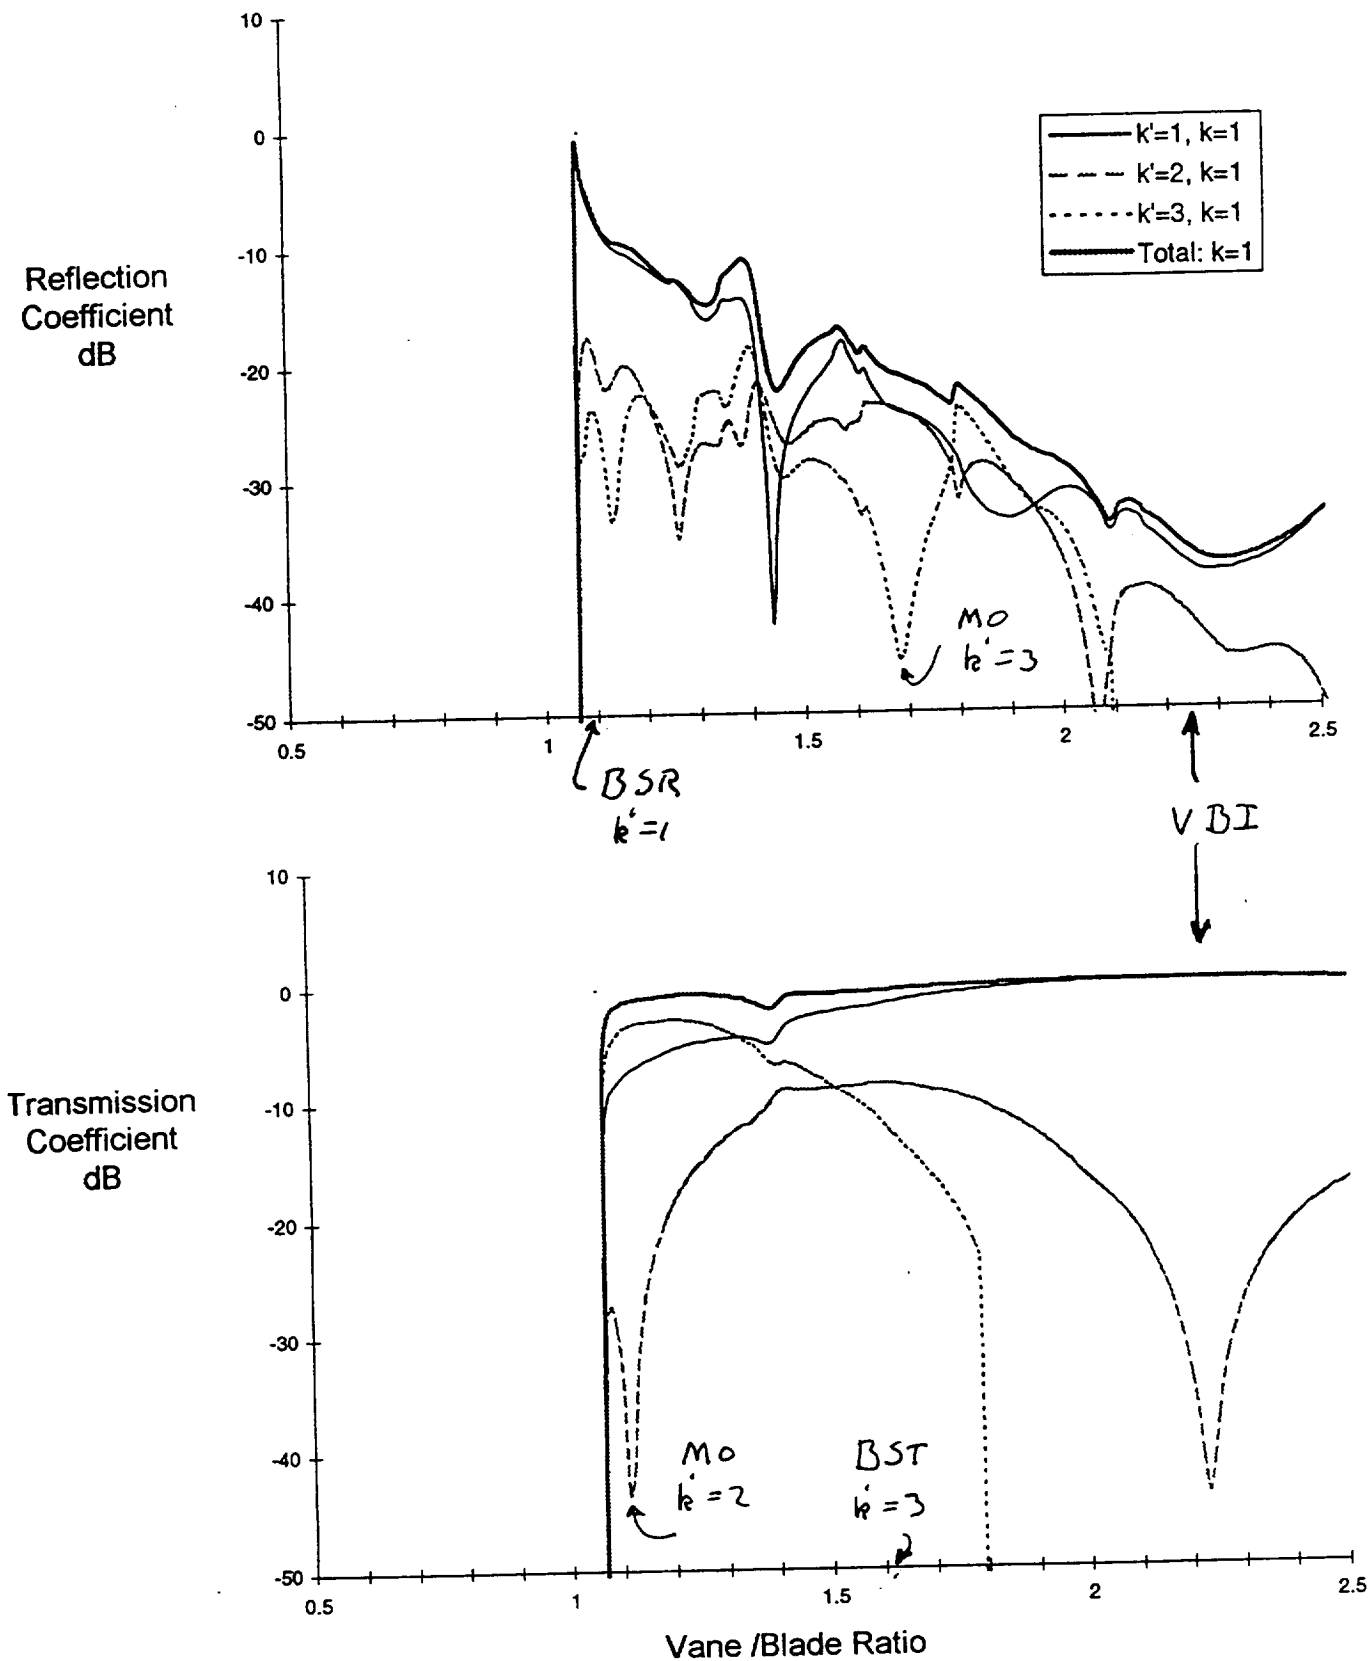 10
0
-10
-20
-30
-40
-50
Reflection
Coefficient
dB
k'=1, k=1
k'=2, k=1
k'=3, k=1
Total: k=1
MO
k'=3
0.5
1
1.5
2
2.5
BSR
k'=1
VBI
10
0
-10
-20
-30
-40
-50
Transmission
Coefficient
dB
MO
k'=2
BST
k'=3
0.5
1
1.5
2
2.5
Vane /Blade Ratio